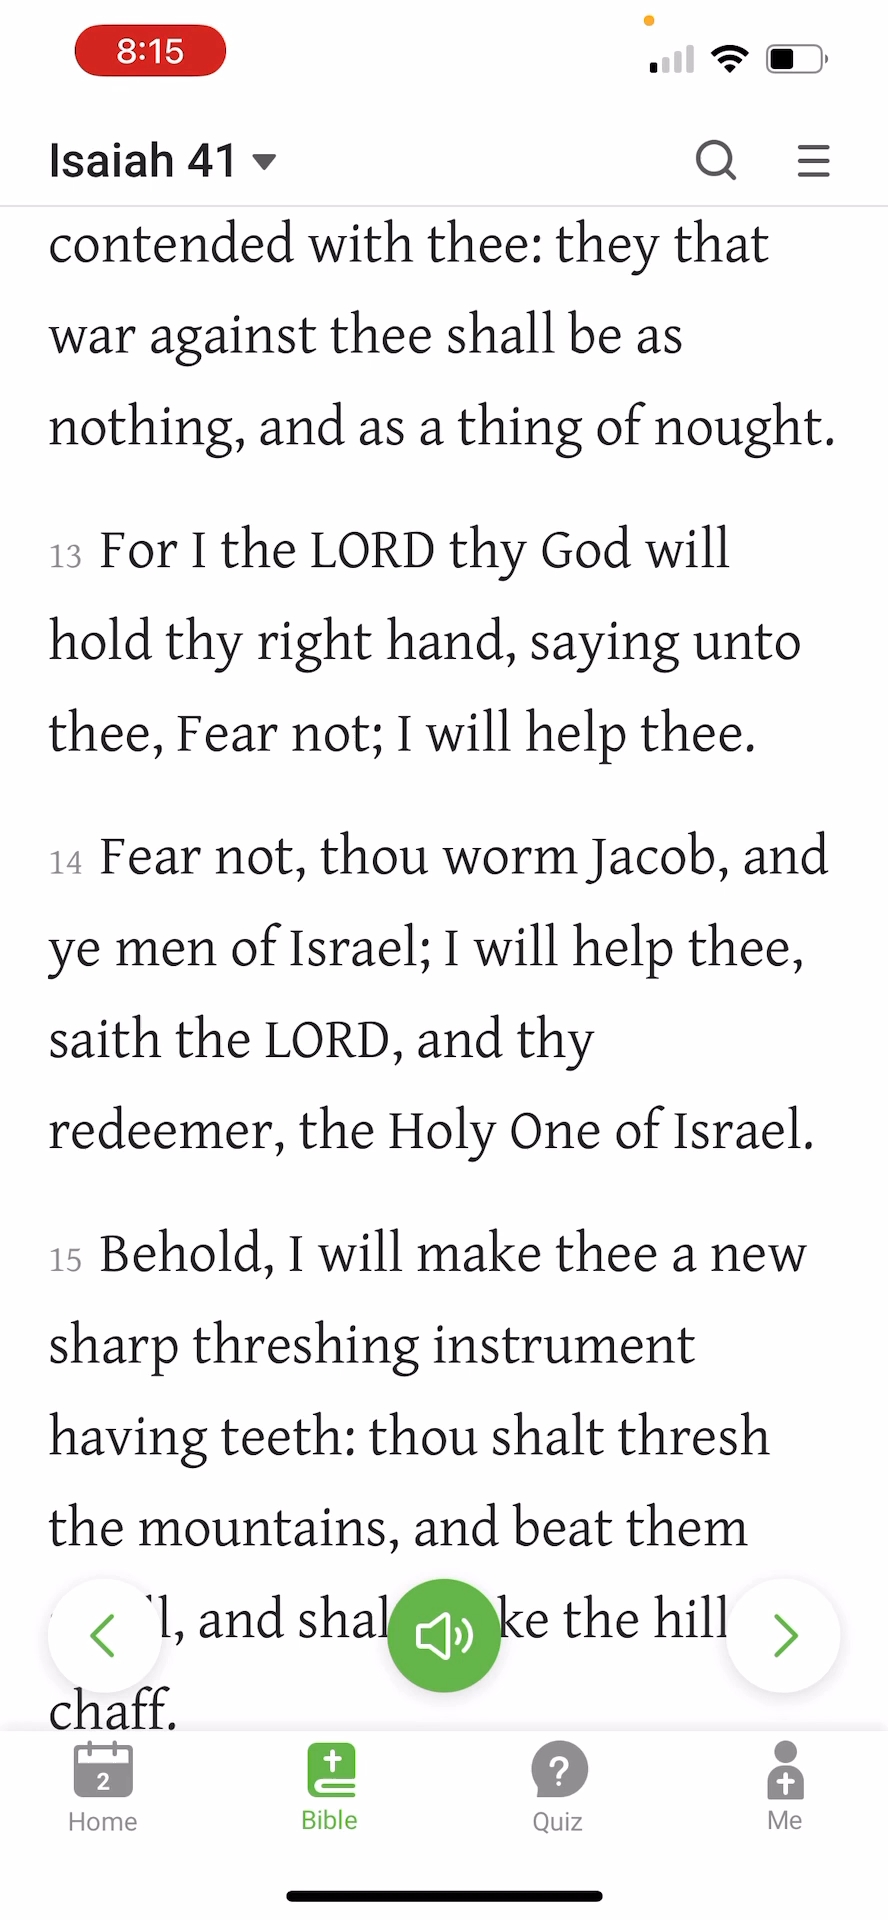 8:15
Isaiah 41
contended with thee: they that
war against thee shall be as
nothing, and as a thing of nought.
13 For I the LORD thy God will
hold thy right hand, saying unto
thee, Fear not; I will help thee.
14 Fear not, thou worm Jacob, and
ye men of Israel; I will help thee,
saith the LORD, and thy
redeemer, the Holy One of Israel.
15 Behold, I will make thee a new
sharp threshing instrument
having teeth: thou shalt thresh
the mountains, and beat them
and the
chaff.
2
Home
Bible
? Quiz
Me